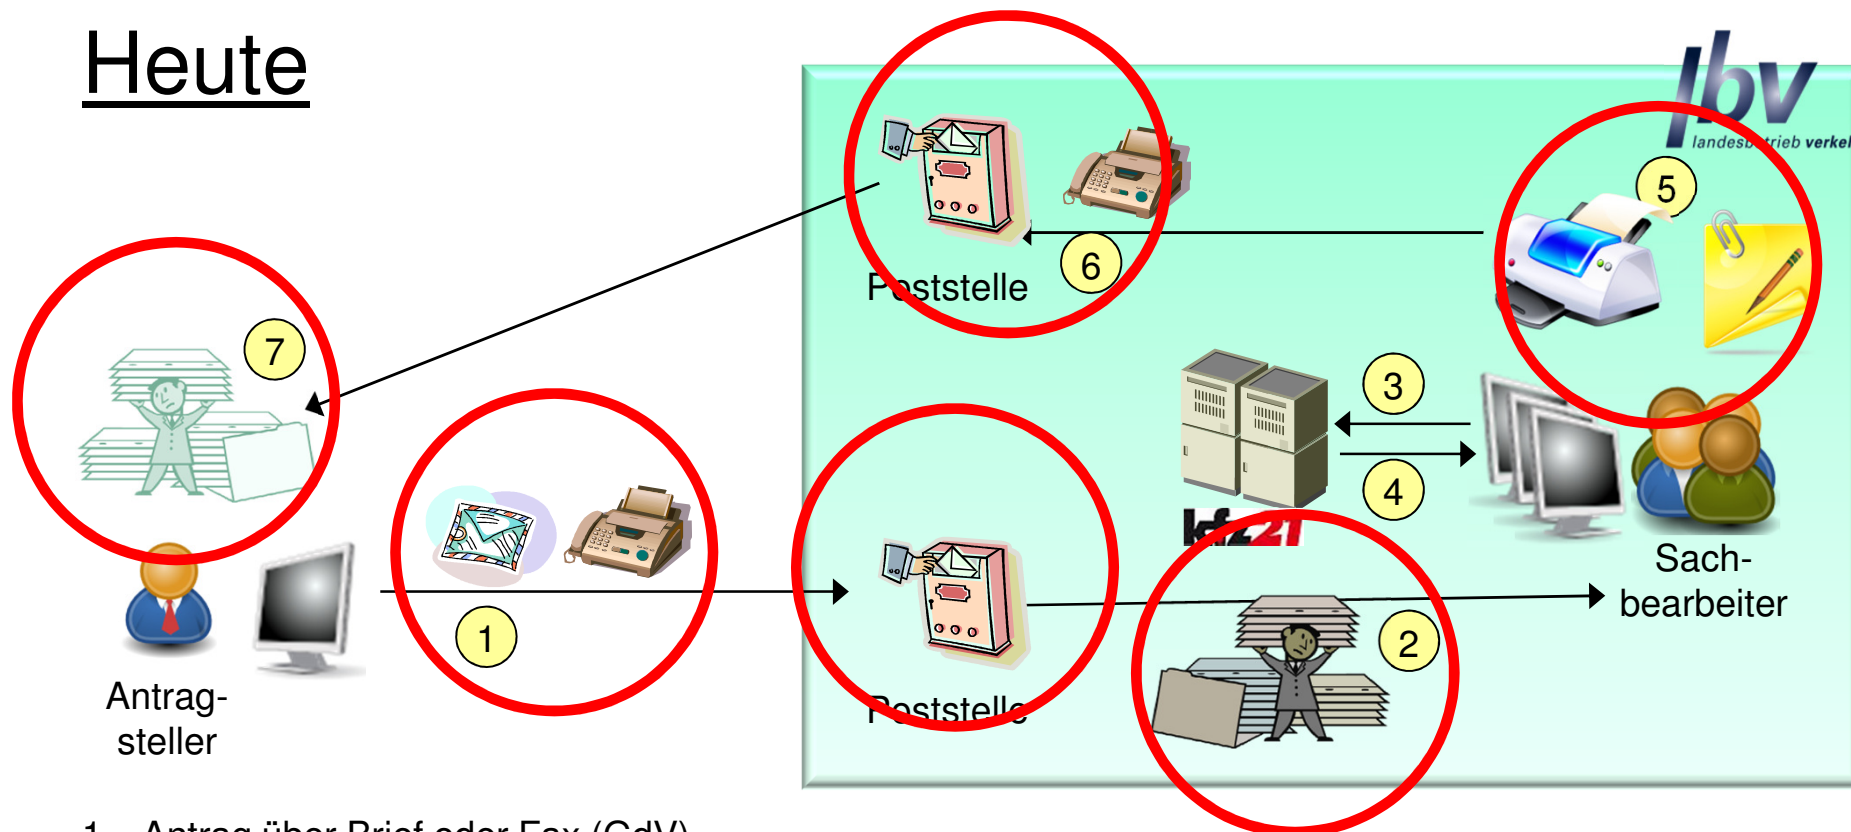 Heute
lbv
landesbetrieb verkeh
5
6
Poststelle
7
3
4
kfz21
Sach-
bearbeiter
1
2
Antrag-
steller
Poststelle
1. Antrag über Brief oder Fax (GdV)